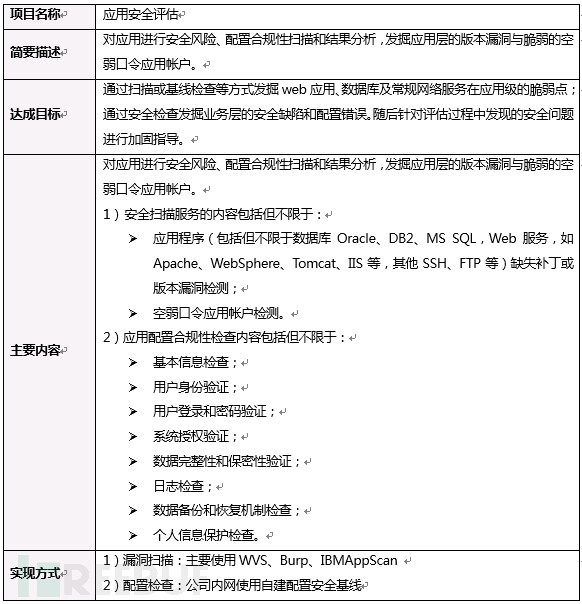 项目名称 应用安全评估
简要描述 对应用进行安全风险、配置合规性扫描和结果分析，发掘应用层的版本漏洞与脆弱的空
弱口令应用帐户。
达成目标 通过扫描或基线检查等方式发掘 web 应用、数据库及常规网络服务在应用级的脆弱点；
通过安全检查发掘业务层的安全缺陷和配置错误。随后针对评估过程中发现的安全问题
进行加固指导。
主要内容 对应用进行安全风险、配置合规性扫描和结果分析，发掘应用层的版本漏洞与脆弱的空
弱口令应用帐户。
1）安全扫描服务的内容包括但不限于：
➢ 应用程序（包括但不限于数据库 Oracle、DB2、MS SQL，Web 服务，如
Apache、WebSphere、Tomcat、IIS 等，其他 SSH、FTP 等）缺失补丁或
版本漏洞检测；
➢ 空弱口令应用帐户检测。
2）应用配置合规性检查内容包括但不限于：
➢ 基本信息检查；
➢ 用户身份验证；
➢ 用户登录和密码验证；
➢ 系统授权验证；
➢ 数据完整性和保密性验证；
➢ 日志检查；
➢ 数据备份和恢复机制检查；
➢ 个人信息保护检查。
实现方式 1）漏洞扫描：主要使用 WVS、Burp、IBMAppScan
2）配置检查：公司内网使用自建配置安全基线
FREEBUF